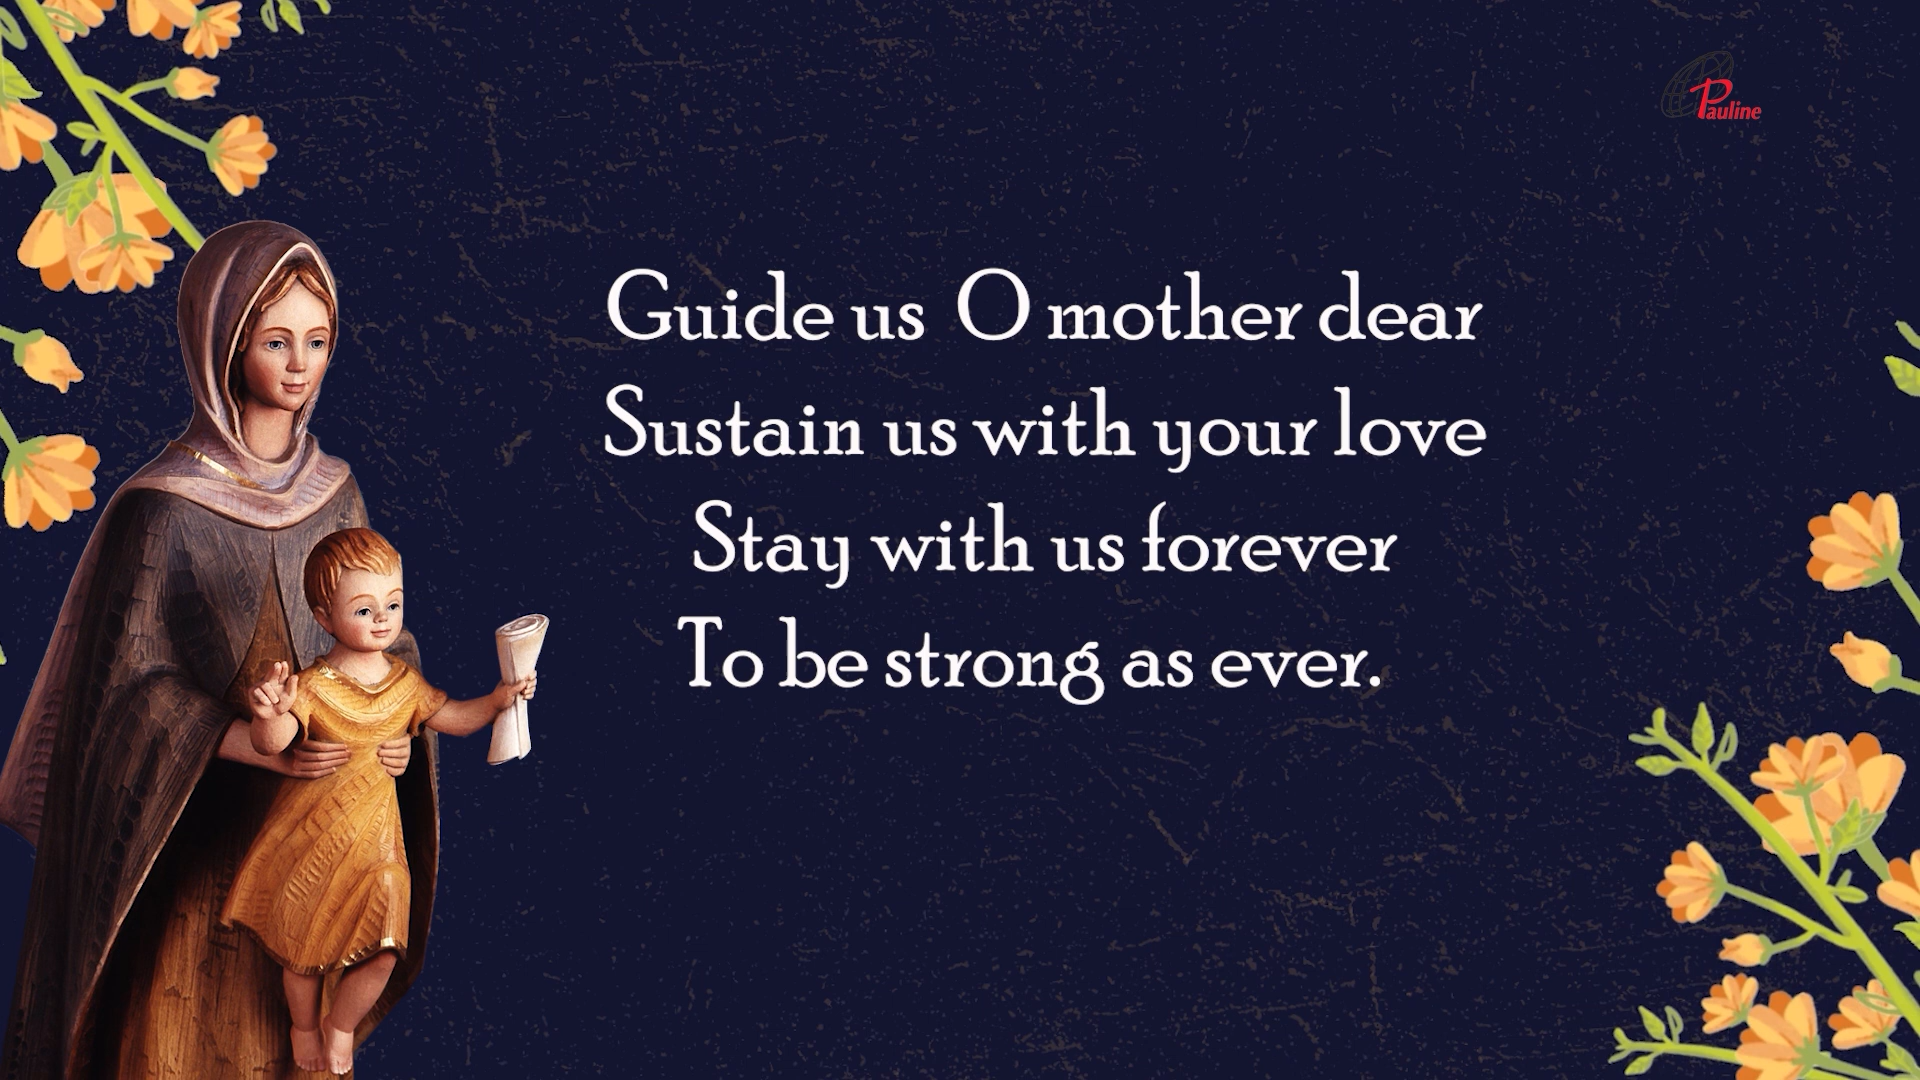 Pauline
Guide us O mother dear
Sustain us with your love
Stay with us forever
To be strong as ever.